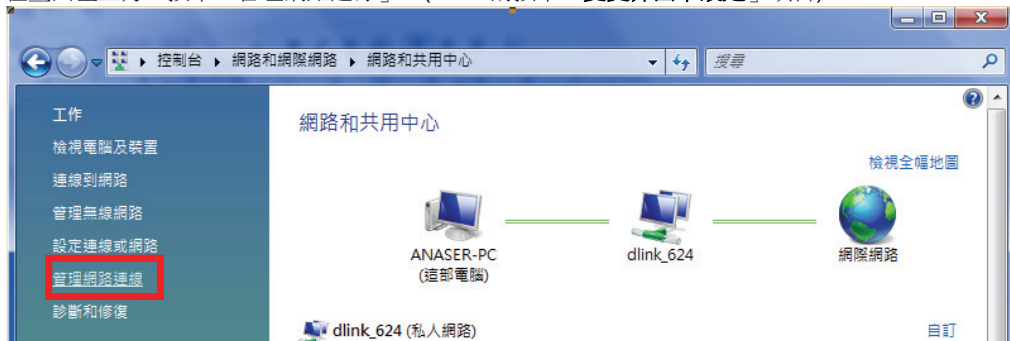 控制台 ▸ 網路和網際網路 ▸ 網路和共用中心
搜尋
工作
檢視電腦及裝置
連線到網路
管理無線網路
設定連線或網路
管理網路連線
診斷和修復
網路和共用中心
檢視全幅地圖
ANASER-PC
(這部電腦)
dlink_624
網際網路
dlink_624 (私人網路)
自訂